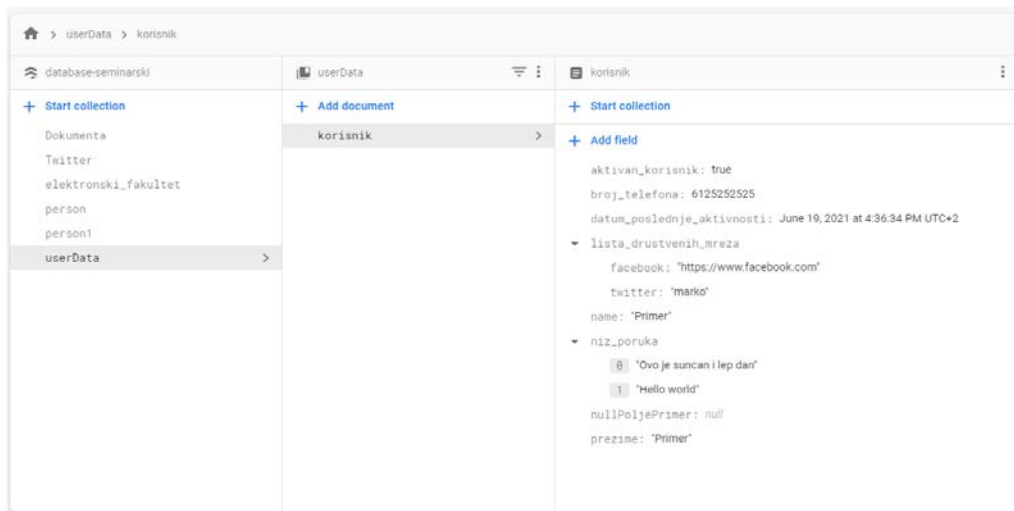 > userData > korisnik
database-seminarski
+ Start collection
Dokumenta
Twitter
elektronski_fakultet
person
person1
userData >
userData
+ Add document
korisnik >
korisnik
+ Start collection
+ Add field
aktivan_korisnik: true
broj_telefona: 6125252525
datum_poslednje_aktivnosti: June 19, 2021 at 4:36:34 PM UTC+2
lista_drustvenih_mreza
facebook: "https://www.facebook.com"
twitter: "marko"
name: "Primer"
niz_poruka
0 "Ovo je suncan i lep dan"
1 "Hello world"
nullPoljePrimer: null
prezime: "Primer"